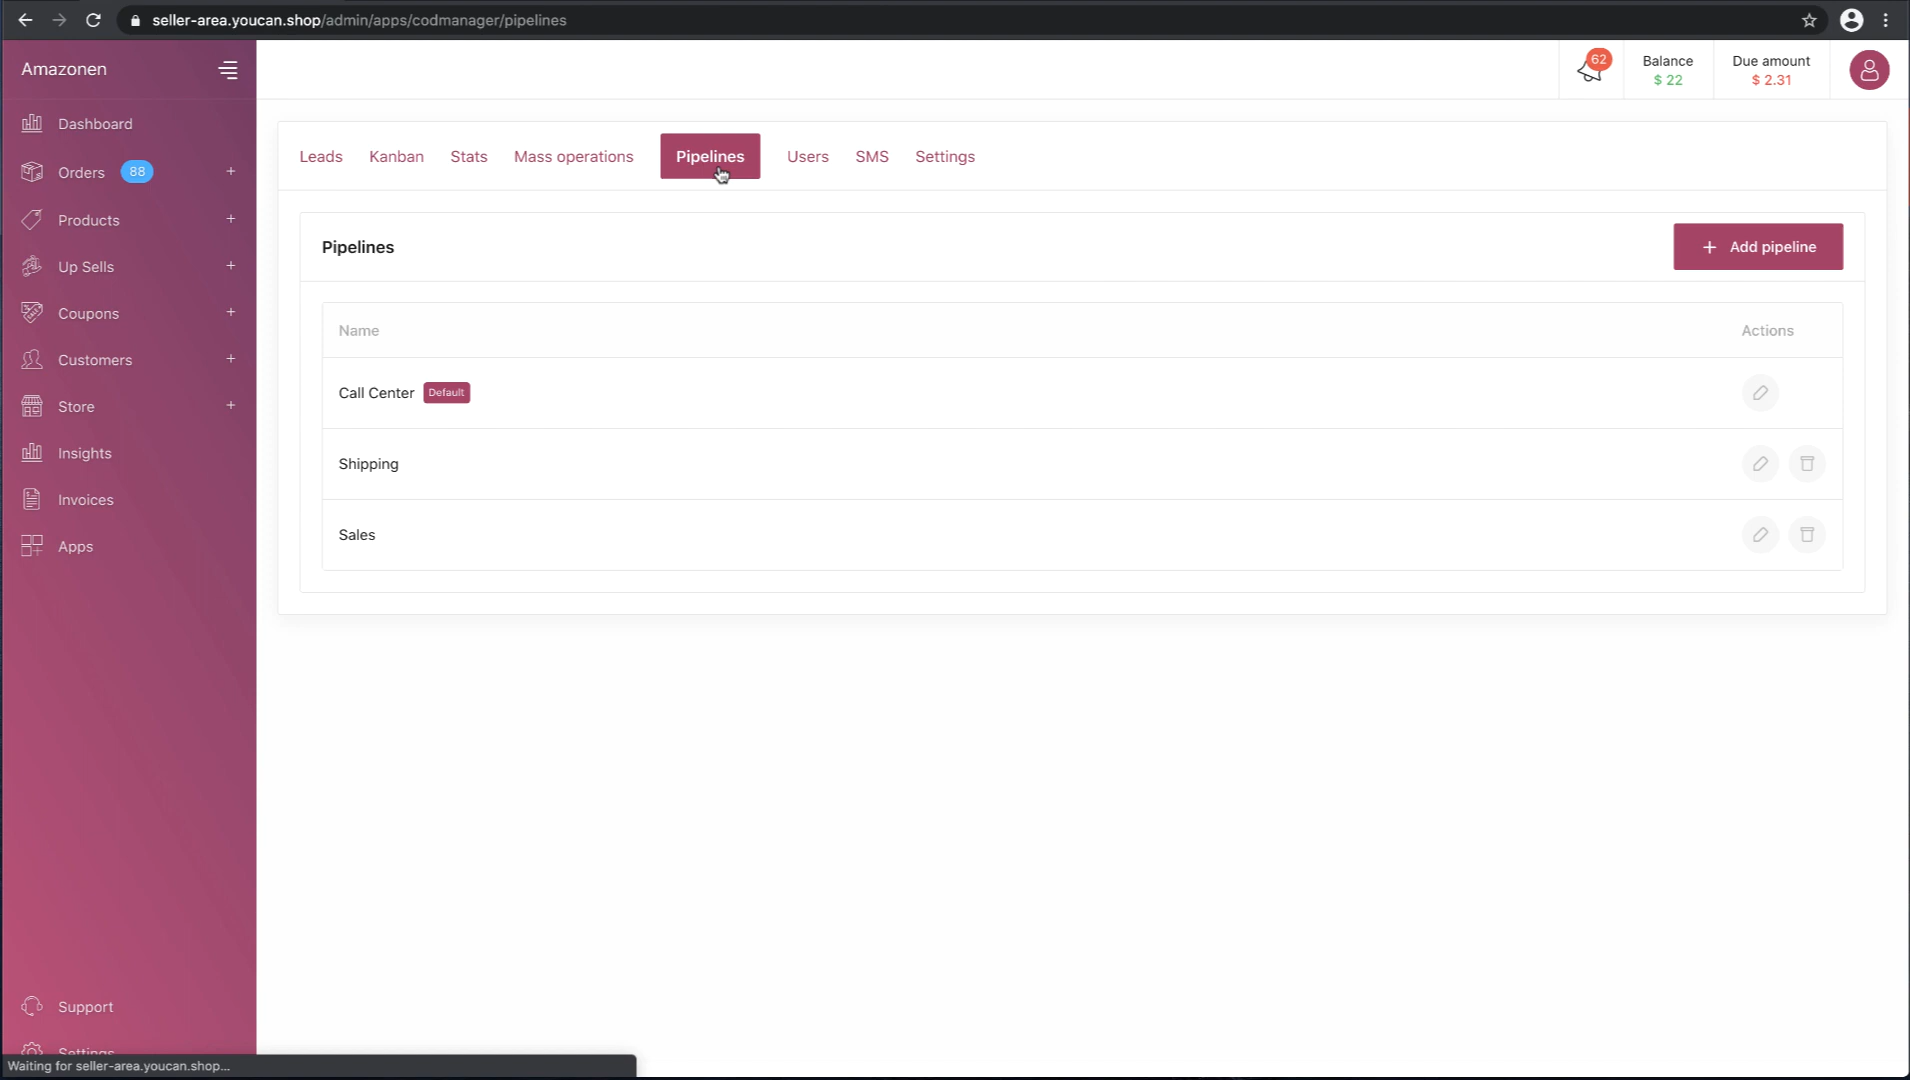 seller-area.youcan.shop/admin/apps/codmanager/pipelines
Amazonen
62
Balance
$ 22
Due amount
$ 2.31
Dashboard
Orders 88 +
Products +
Up Sells +
Coupons +
Customers +
Store +
Insights
Invoices
Apps
Support
Settings
Leads Kanban Stats Mass operations Pipelines Users SMS Settings
Pipelines
+ Add pipeline
Name Actions
Call Center Default
Shipping
Sales
Waiting for seller-area.youcan.shop...